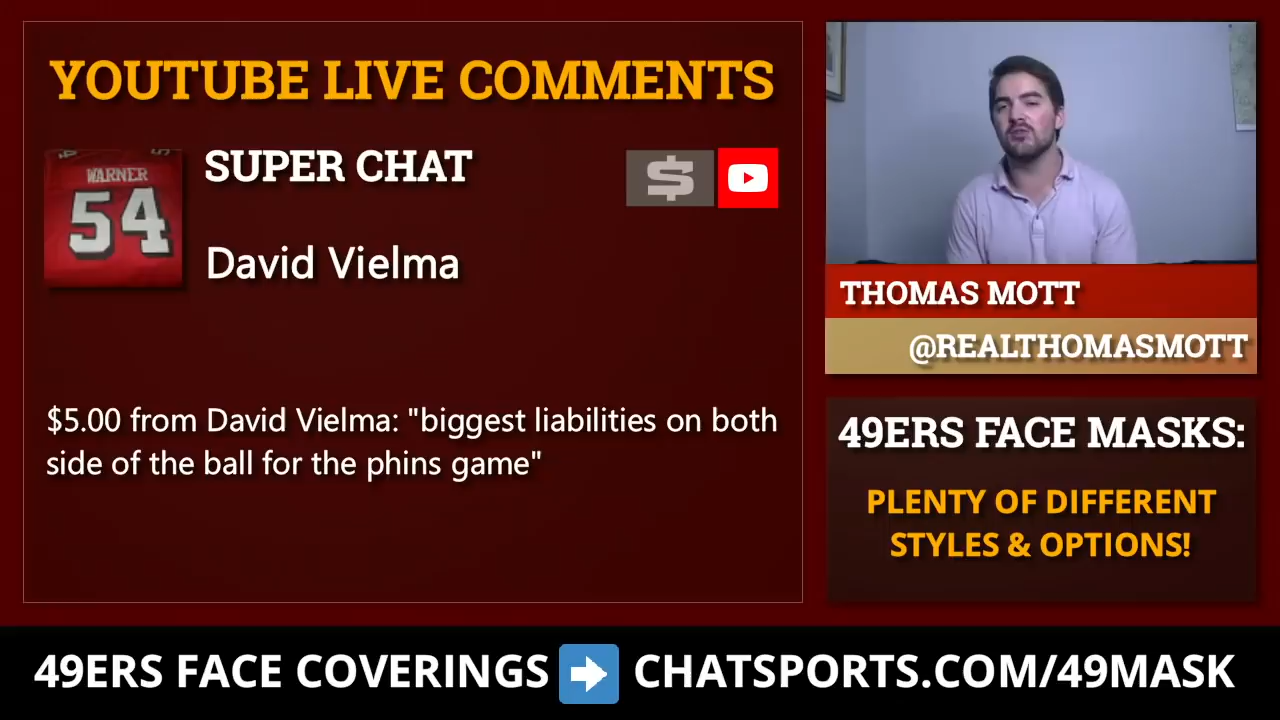 YOUTUBE LIVE COMMENTS
WARNER
54
SUPER CHAT
$
David Vielma
$5.00 from David Vielma: "biggest liabilities on both
side of the ball for the phins game"
THOMAS MOTT
@REALTHOMASMOTT
49ERS FACE MASKS:
PLENTY OF DIFFERENT
STYLES & OPTIONS!
49ERS FACE COVERINGS ➡ CHATSPORTS.COM/49MASK